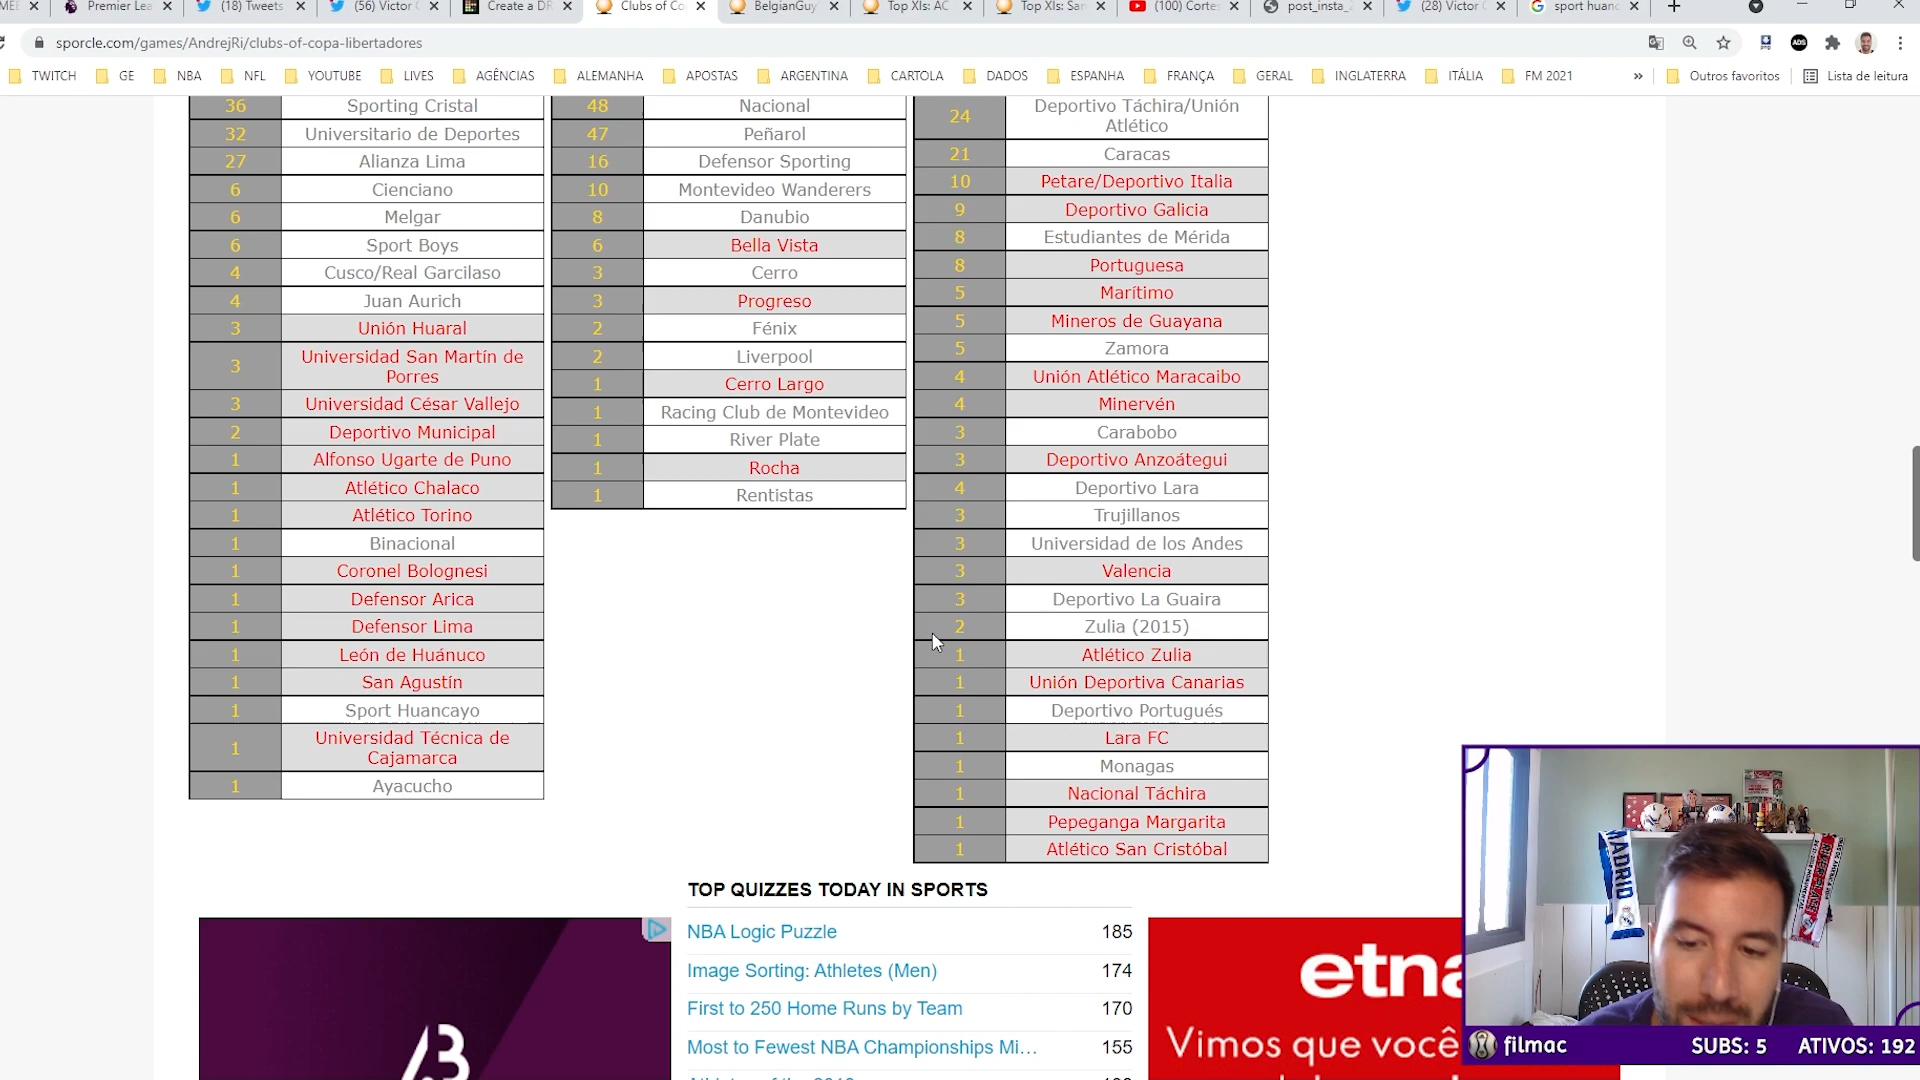 Premier Lea
(18) Tweets
(56) Victor
Create a DR
Clubs of Co
BelgianGuy
Top XIs: AC
Top XIs: San
(100) Cortes
post_insta_
(28) Victor C
sport huanc
sporcle.com/games/AndrejRi/clubs-of-copa-libertadores
TWITCH
GE
NBA
NFL
YOUTUBE
LIVES
AGÊNCIAS
ALEMANHA
APOSTAS
ARGENTINA
CARTOLA
DADOS
ESPANHA
FRANÇA
GERAL
INGLATERRA
ITÁLIA
FM 2021
»
Outros favoritos
Lista de leitura
36 Sporting Cristal
32 Universitario de Deportes
27 Alianza Lima
6 Cienciano
6 Melgar
6 Sport Boys
4 Cusco/Real Garcilaso
4 Juan Aurich
3 Unión Huaral
3 Universidad San Martín de
Porres
3 Universidad César Vallejo
2 Deportivo Municipal
1 Alfonso Ugarte de Puno
1 Atlético Chalaco
1 Atlético Torino
1 Binacional
1 Coronel Bolognesi
1 Defensor Arica
1 Defensor Lima
1 León de Huánuco
1 San Agustín
1 Sport Huancayo
1 Universidad Técnica de
Cajamarca
1 Ayacucho
48 Nacional
47 Peñarol
16 Defensor Sporting
10 Montevideo Wanderers
8 Danubio
6 Bella Vista
3 Cerro
3 Progreso
2 Fénix
2 Liverpool
1 Cerro Largo
1 Racing Club de Montevideo
1 River Plate
1 Rocha
1 Rentistas
24 Deportivo Táchira/Unión
Atlético
21 Caracas
10 Petare/Deportivo Italia
9 Deportivo Galicia
8 Estudiantes de Mérida
8 Portuguesa
5 Marítimo
5 Mineros de Guayana
5 Zamora
4 Unión Atlético Maracaibo
4 Minervén
3 Carabobo
3 Deportivo Anzoátegui
4 Deportivo Lara
3 Trujillanos
3 Universidad de los Andes
3 Valencia
3 Deportivo La Guaira
2 Zulia (2015)
1 Atlético Zulia
1 Unión Deportiva Canarias
1 Deportivo Portugués
1 Lara FC
1 Monagas
1 Nacional Táchira
1 Pepeganga Margarita
1 Atlético San Cristóbal
TOP QUIZZES TODAY IN SPORTS
NBA Logic Puzzle 185
Image Sorting: Athletes (Men) 174
First to 250 Home Runs by Team 170
Most to Fewest NBA Championships Mi... 155
etna
Vimos que você
filmac
SUBS: 5
ATIVOS: 192